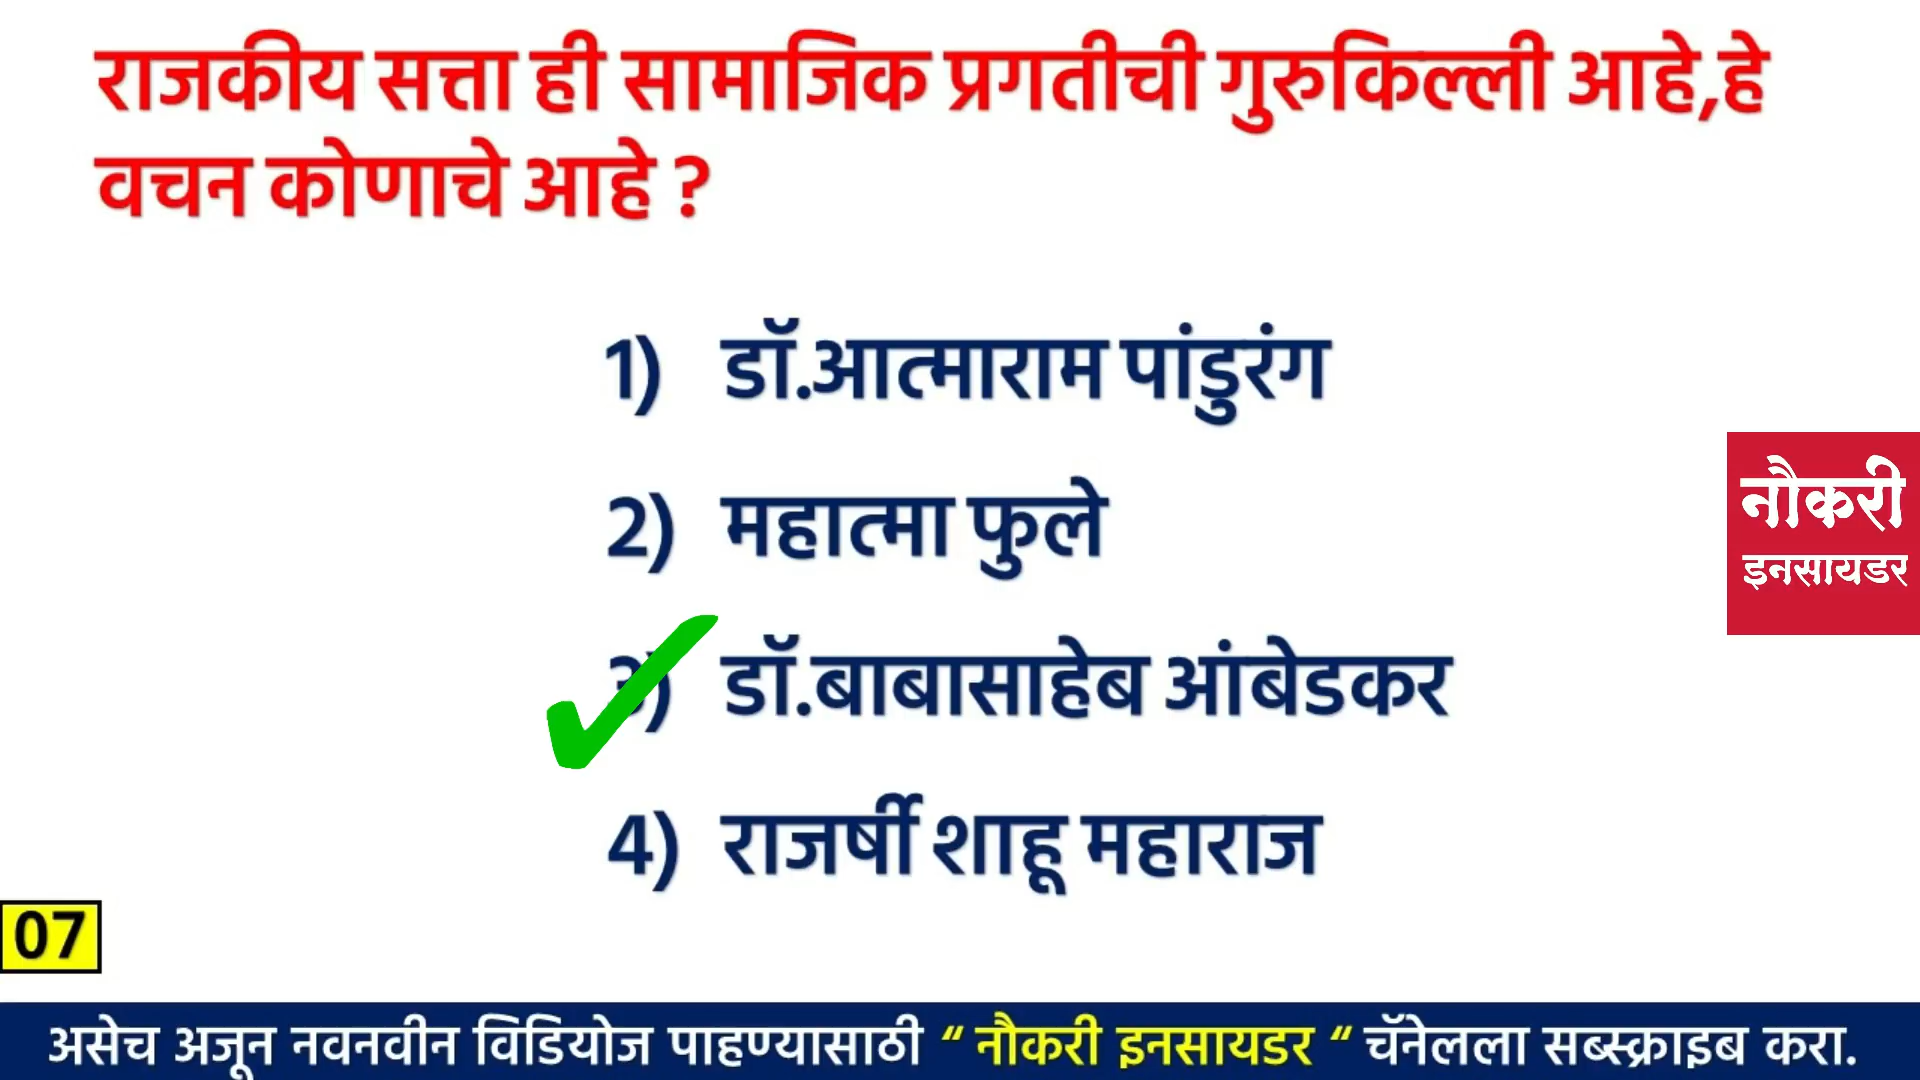 राजकीय सत्ता ही सामाजिक प्रगतीची गुरुकिल्ली आहे,हे
वचन कोणाचे आहे ?
1) डॉ.आत्माराम पांडुरंग
2) महात्मा फुले
3) डॉ.बाबासाहेब आंबेडकर
4) राजर्षी शाहू महाराज
नौकरी
इनसायडर
07
असेच अजून नवनवीन विडियोज पाहण्यासाठी “ नौकरी इनसायडर “ चॅनेलला सब्स्क्राइब करा.